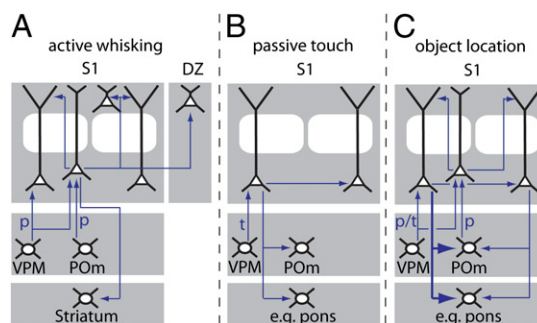 A
active whisking
S1
DZ
p
p
VPM
POm
Striatum
B
passive touch
S1
t
VPM
POm
e.g. pons
C
object location
S1
p/t
p
VPM
POm
e.g. pons